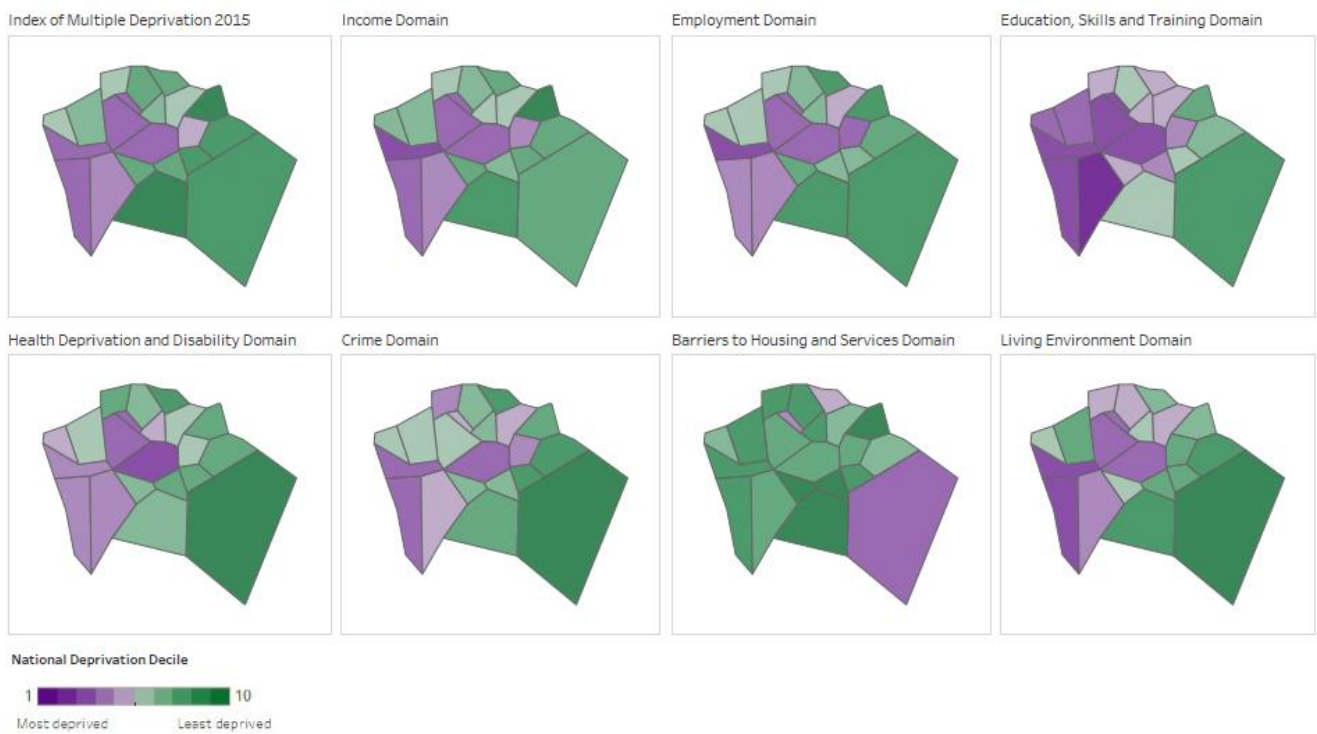 Index of Multiple Deprivation 2015
Income Domain
Employment Domain
Education, Skills and Training Domain
Health Deprivation and Disability Domain
Crime Domain
Barriers to Housing and Services Domain
Living Environment Domain
National Deprivation Decile
1 10
Most deprived Least deprived